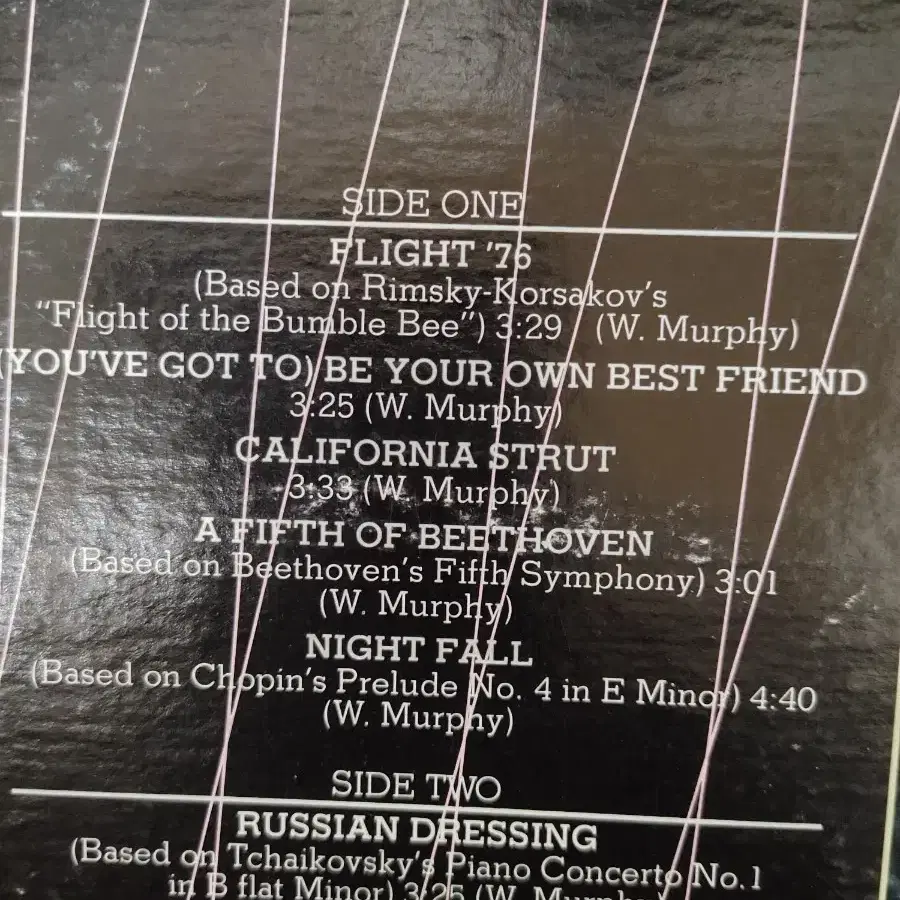 SIDE ONE
FLIGHT '76
(Based on Rimsky-Korsakov's
"Flight of the Bumble Bee") 3:29 (W. Murphy)
(YOU'VE GOT TO) BE YOUR OWN BEST FRIEND
3:25 (W. Murphy)
CALIFORNIA STRUT
3:33 (W. Murphy)
A FIFTH OF BEETHOVEN
(Based on Beethoven's Fifth Symphony) 3:01
(W. Murphy)
NIGHT FALL
(Based on Chopin's Prelude No. 4 in E Minor) 4:40
(W. Murphy)
SIDE TWO
RUSSIAN DRESSING
(Based on Tchaikovsky's Piano Concerto No. 1
in B flat Minor) 3:25 (W. Murphy